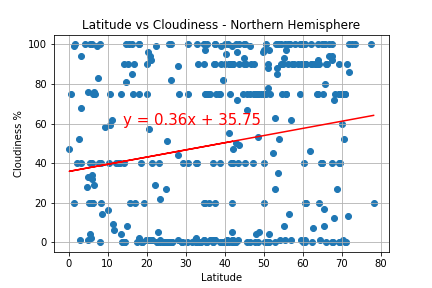 Latitude vs Cloudiness - Northern Hemisphere
100
80
60
40
20
0
Cloudiness %
y = 0.36x + 35.75
0 10 20 30 40 50 60 70 80
Latitude